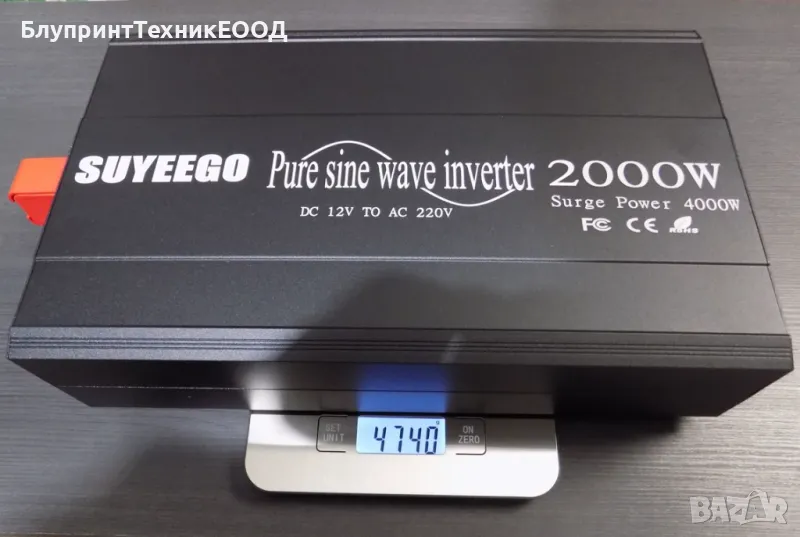 БлупринтТехникЕООД
SUYEEGO Pure sine wave inverter 2000W
DC 12V TO AC 220V
Surge Power 4000W
FC CE RoHS
SET UNIT
4740 g
ON ZERO
BAZAR